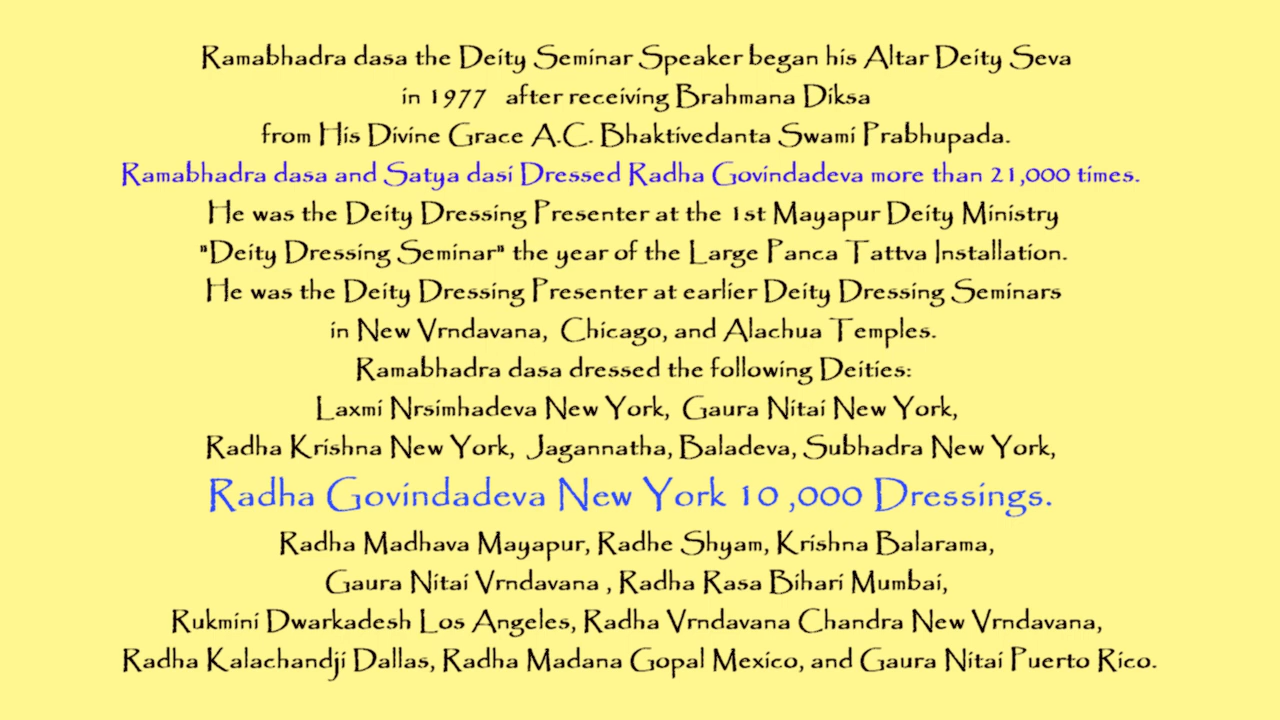 Ramabhadra dasa the Deity Seminar Speaker began his Altar Deity Seva
in 1977 after receiving Brahmana Diksa
from His Divine Grace A.C. Bhaktivedanta Swami Prabhupada.
Ramabhadra dasa and Satya dasi Dressed Radha Govindadeva more than 21,000 times.
He was the Deity Dressing Presenter at the 1st Mayapur Deity Ministry
"Deity Dressing Seminar" the year of the Large Panca Tattva Installation.
He was the Deity Dressing Presenter at earlier Deity Dressing Seminars
in New Vrndavana, Chicago, and Alachua Temples.
Ramabhadra dasa dressed the following Deities:
Laxmi Nrsimhadeva New York, Gaura Nitai New York,
Radha Krishna New York, Jagannatha, Baladeva, Subhadra New York,
Radha Govindadeva New York 10 ,000 Dressings.
Radha Madhava Mayapur, Radhe Shyam, Krishna Balarama,
Gaura Nitai Vrndavana , Radha Rasa Bihari Mumbai,
Rukmini Dwarkadesh Los Angeles, Radha Vrndavana Chandra New Vrndavana,
Radha Kalachandji Dallas, Radha Madana Gopal Mexico, and Gaura Nitai Puerto Rico.